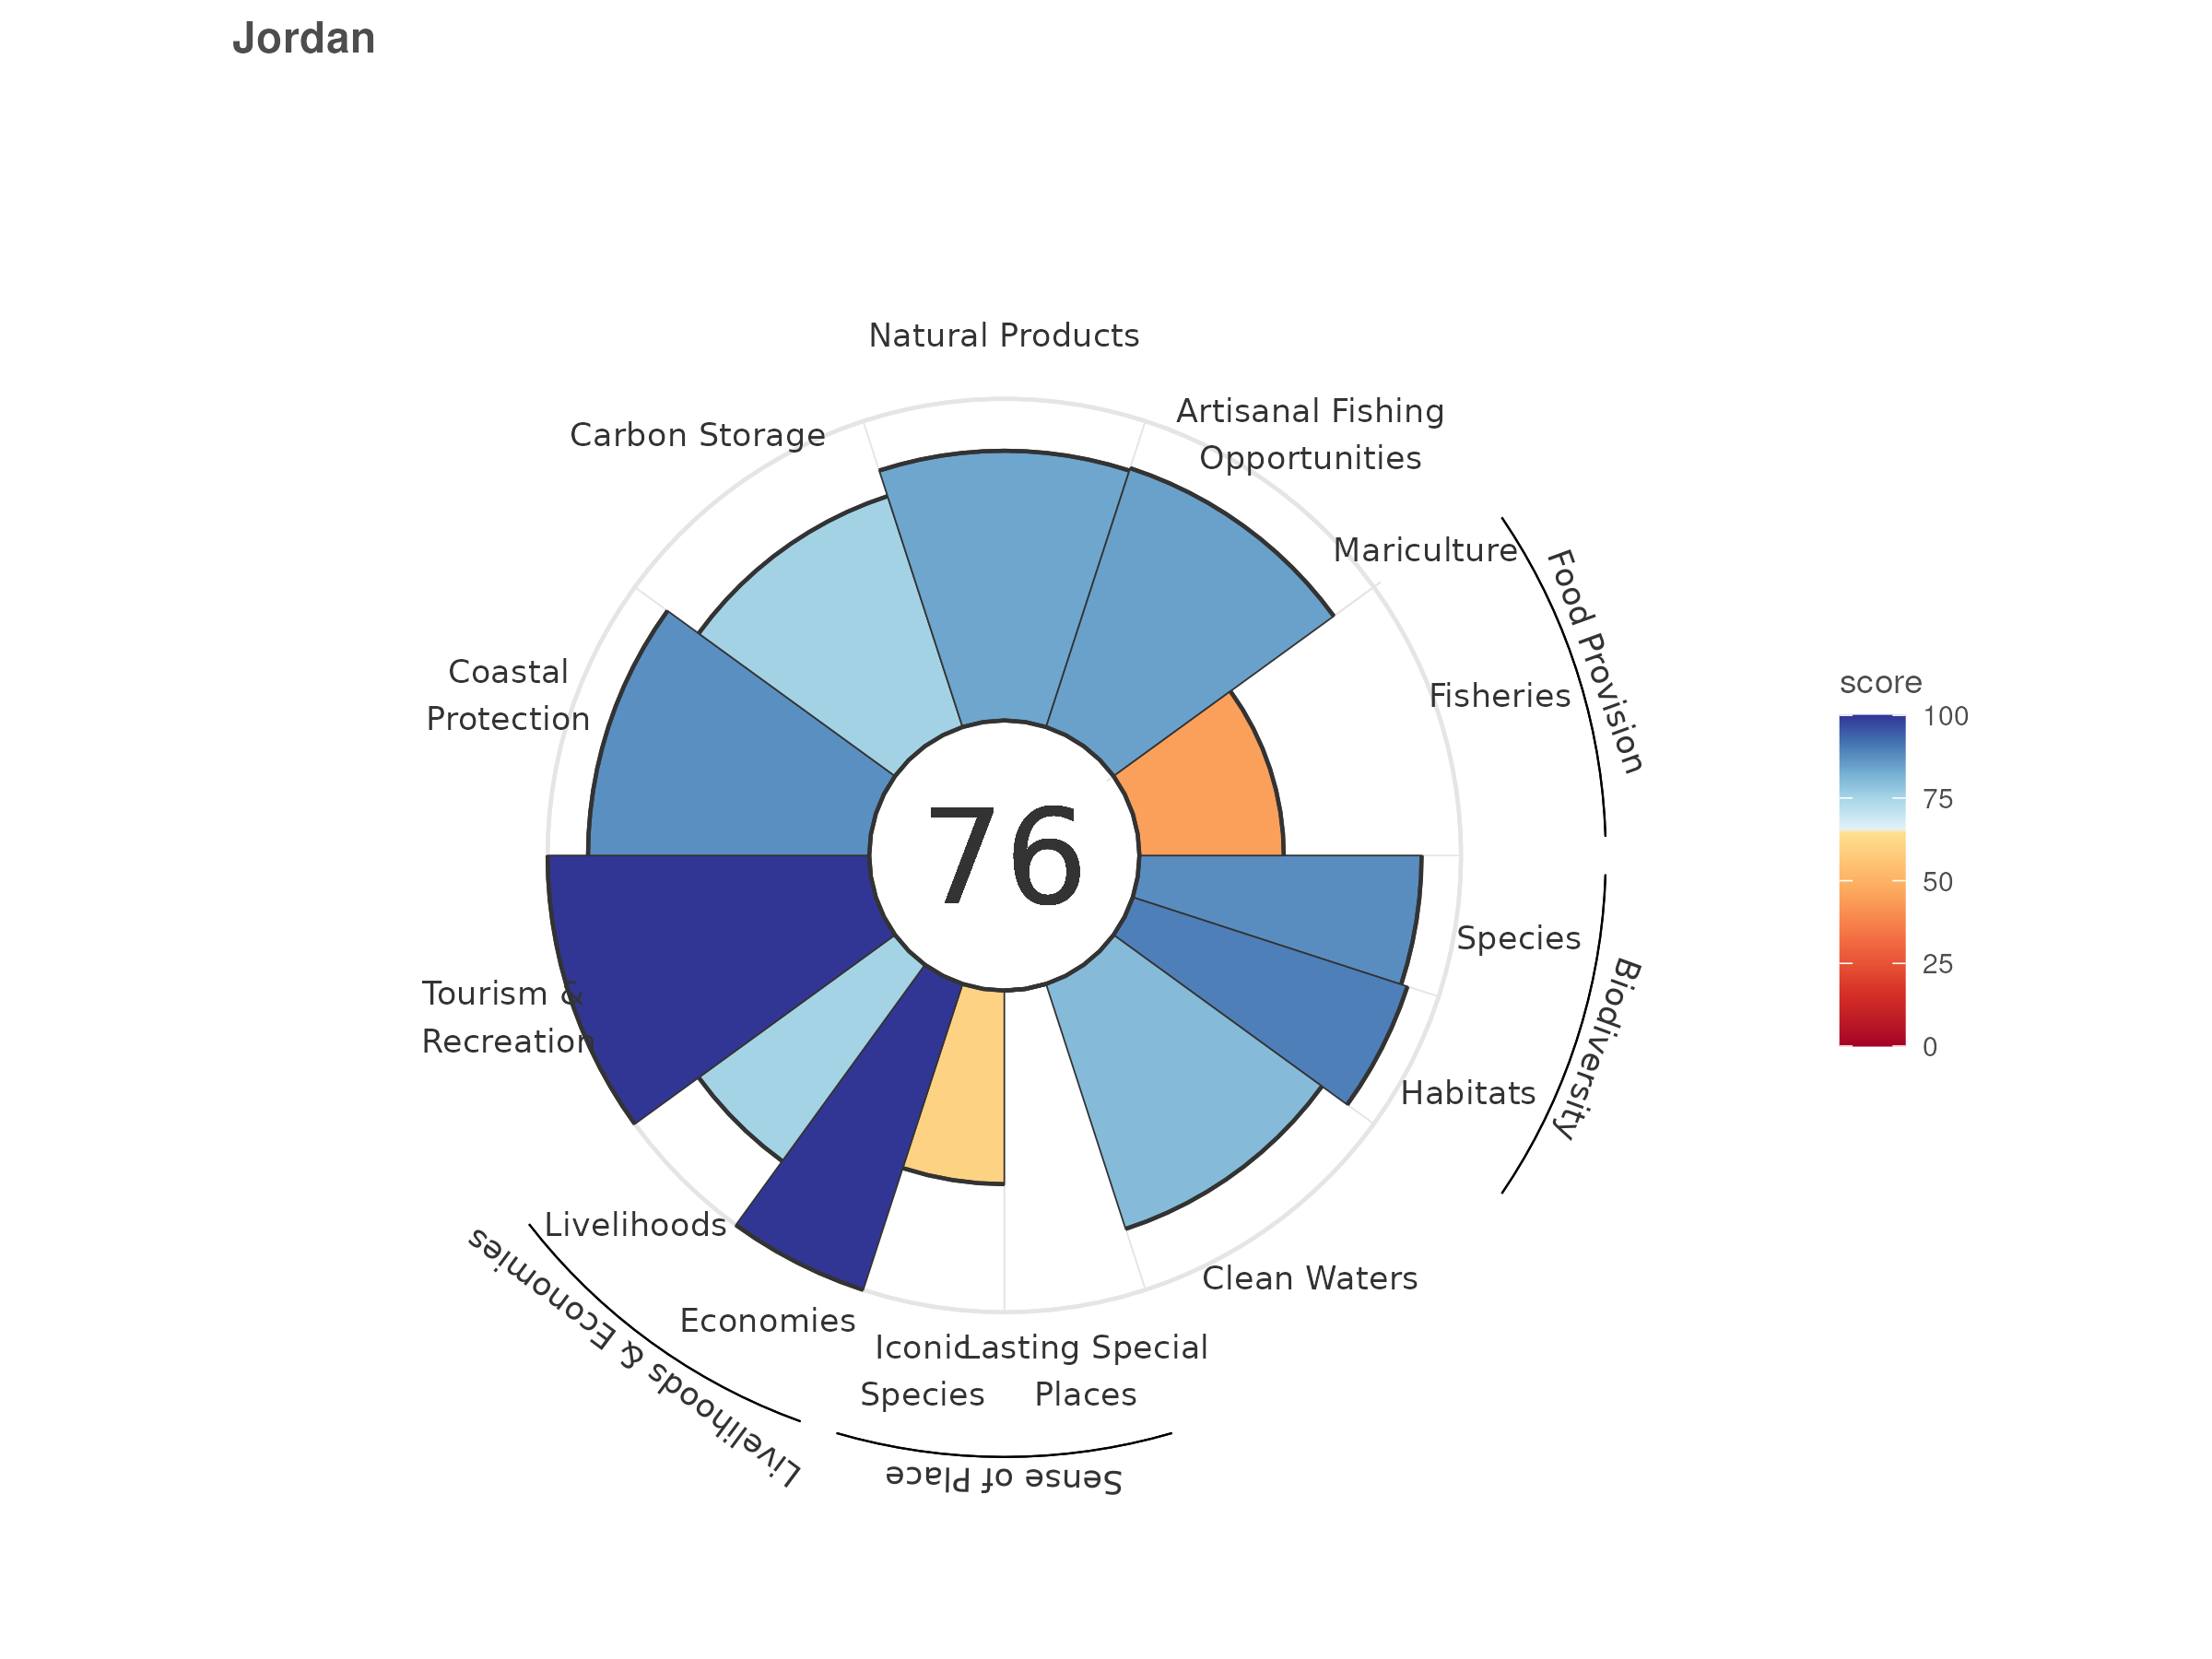 Jordan
Natural Products
Artisanal Fishing
Opportunities
Carbon Storage
Mariculture
Food Provision
Fisheries
Coastal
Protection
score
100
75
50
25
0
76
Species
Biodiversity
Habitats
Tourism &
Recreation
Livelihoods
Livelihoods & Economies
Clean Waters
Economies
Iconic
Species
Lasting Special
Places
Sense of Place